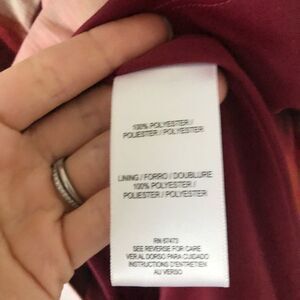 100% POLYESTER /
POLIESTER / POLYESTER
LINING / FORRO / DOUBLURE
100% POLYESTER /
POLIESTER / POLYESTER
RN 67473
SEE REVERSE FOR CARE
VER AL DORSO PARA CUIDADO
INSTRUCTIONS D'ENTRETIEN
AU VERSO